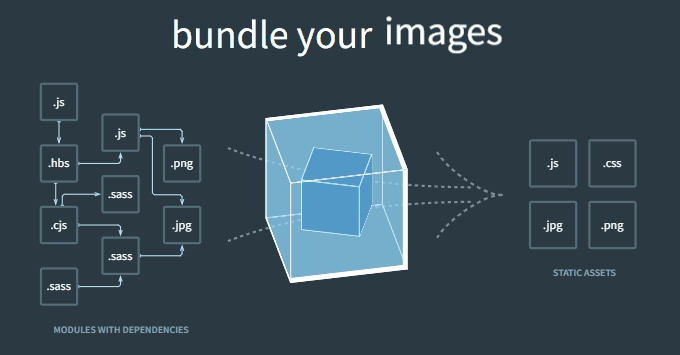 bundle your images
.js
.js
.hbs
.png
.sass
.cjs
.jpg
.sass
.sass
MODULES WITH DEPENDENCIES
.js
.css
.jpg
.png
STATIC ASSETS